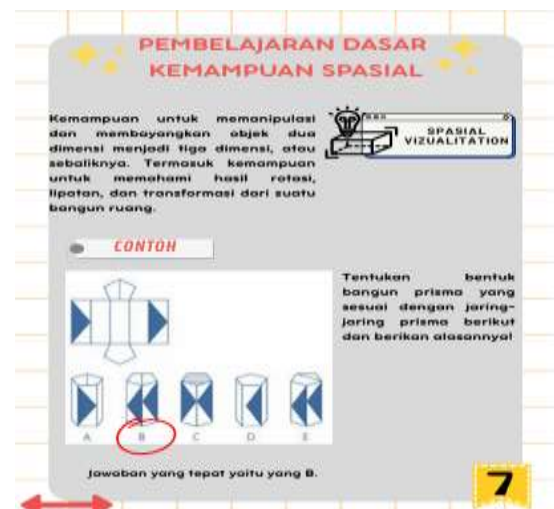 PEMBELAJARAN DASAR
KEMAMPUAN SPASIAL
Kemampuan untuk memanipulasi
dan membayangkan objek dua
dimensi menjadi tiga dimensi, atau
sebaliknya. Termasuk kemampuan
untuk memahami hasil rotasi,
lipatan, dan transformasi dari suatu
bangun ruang.
SPASIAL
VIZUALITATION
CONTOH
Tentukan bentuk
bangun prisma yang
sesuai dengan jaring-
jaring prisma berikut
dan berikan alasannya!
A B C D E
Jawaban yang tepat yaitu yang B.
7